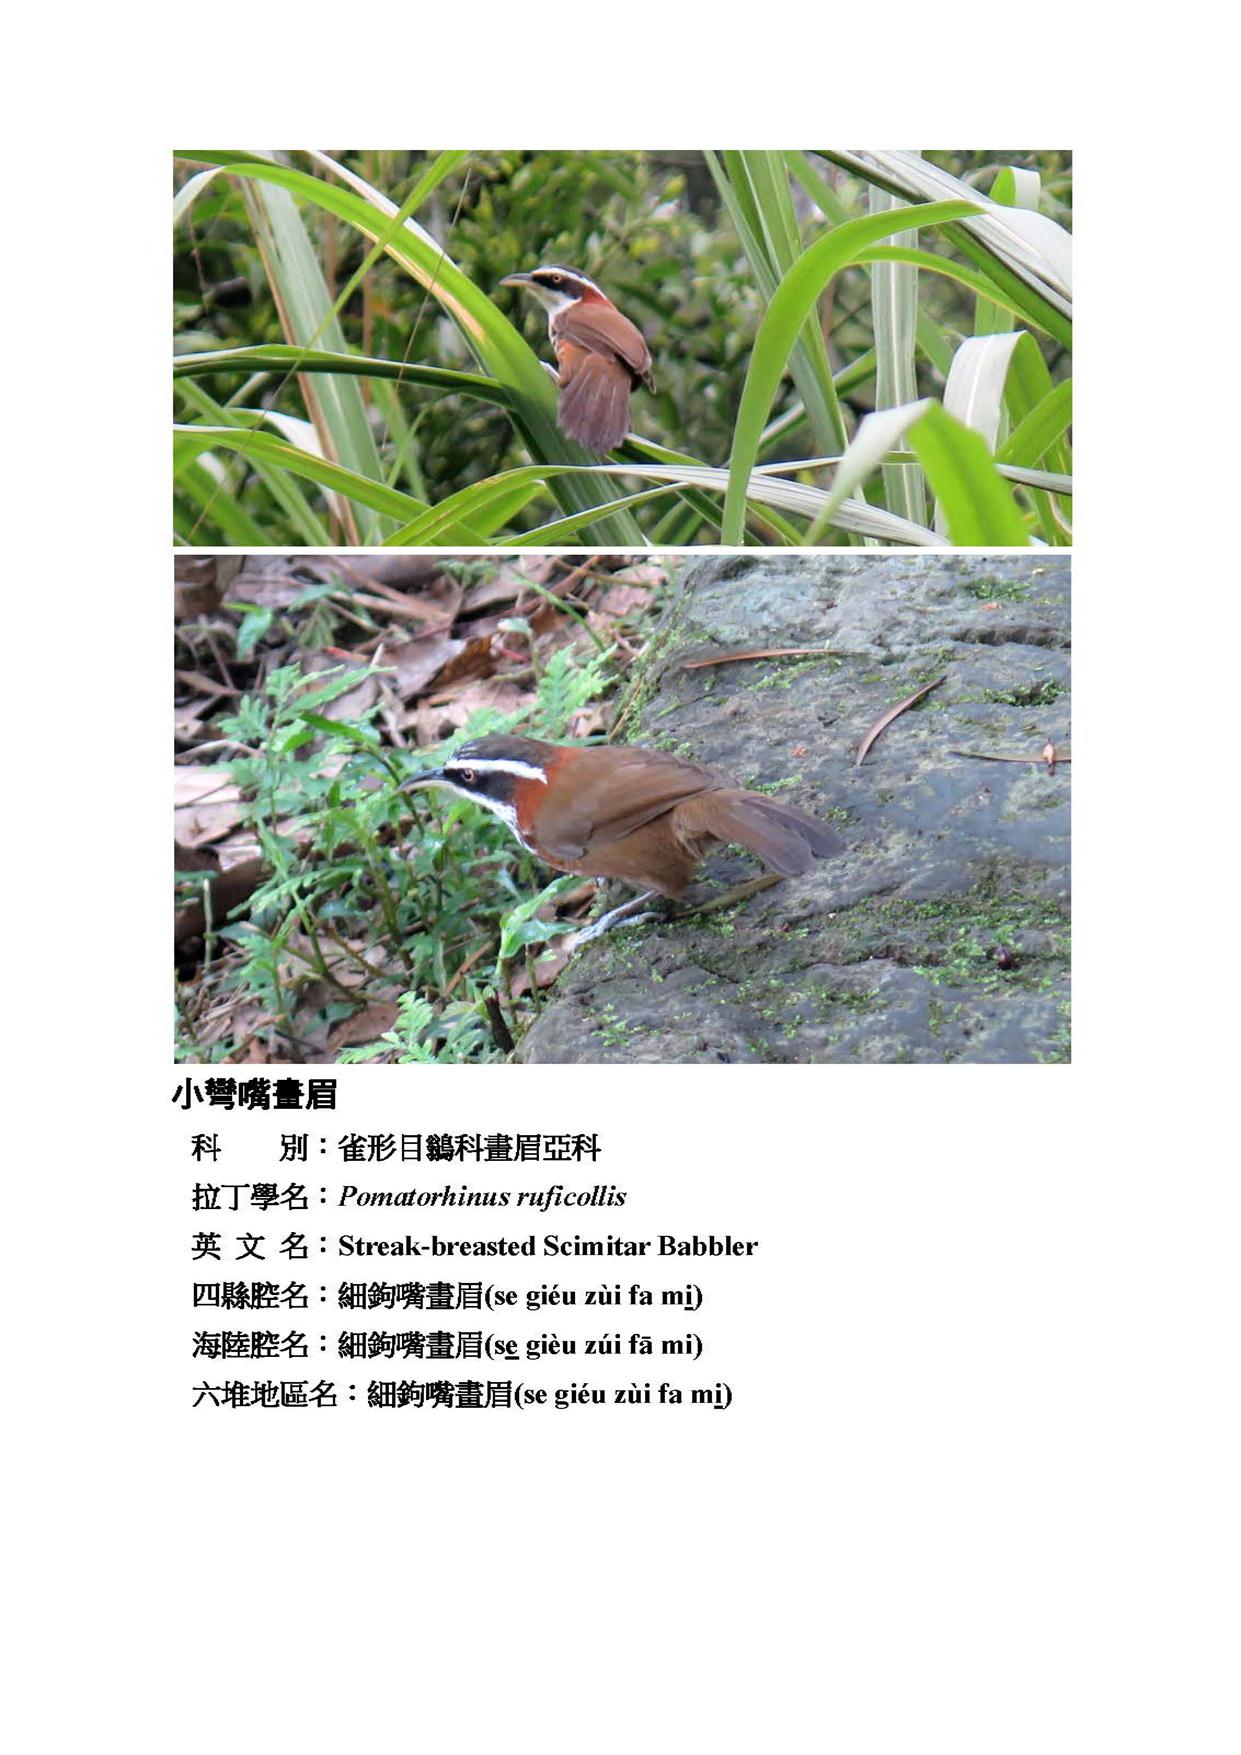 小彎嘴畫眉
科　　別：雀形目鶲科畫眉亞科
拉丁學名：Pomatorhinus ruficollis
英 文 名：Streak-breasted Scimitar Babbler
四縣腔名：細鉤嘴畫眉(se giéu zùi fa mi̲)
海陸腔名：細鉤嘴畫眉(se̲ gièu zúi fā mi)
六堆地區名：細鉤嘴畫眉(se giéu zùi fa mi̲)